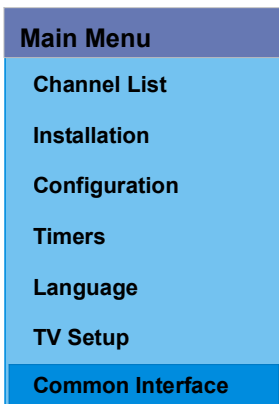 Main Menu
Channel List
Installation
Configuration
Timers
Language
TV Setup
Common Interface